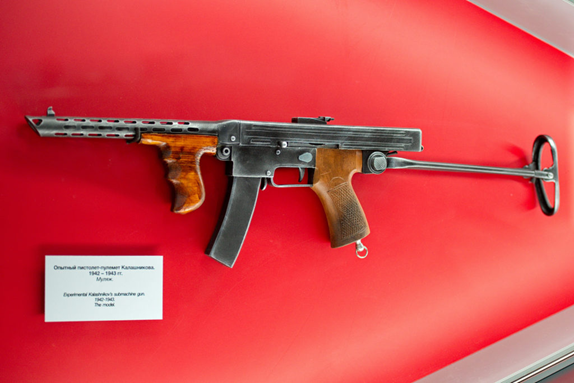 Опытный пистолет-пулемет Калашникова.
1942 – 1943 гг.
Муляж.
Experimental Kalashnikov's submachine gun.
1942-1943.
The model.